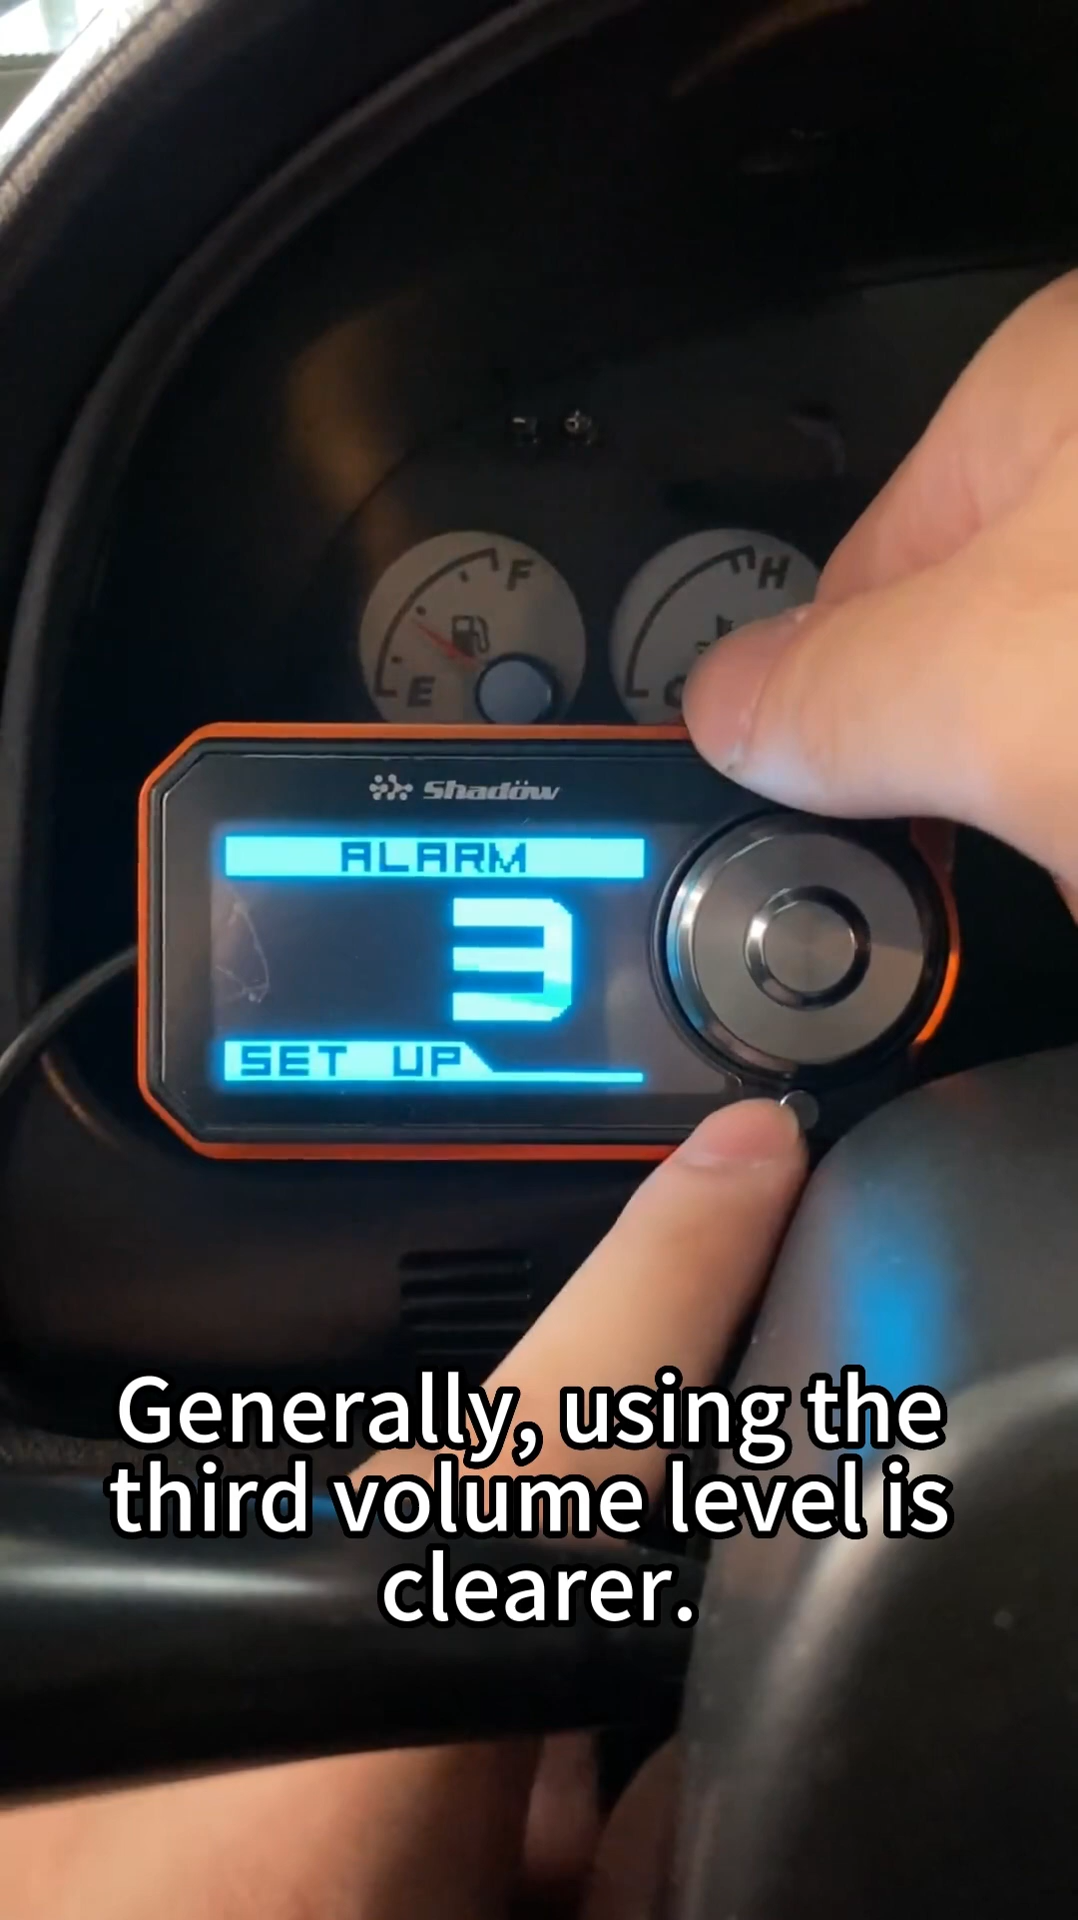 F
H
E
C
Shadöw
ALARM
3
SET UP
Generally, using the
third volume level is
clearer.